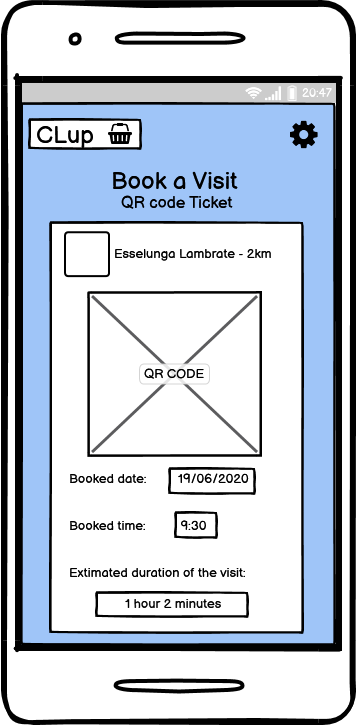 20:47
CLup
Book a Visit
QR code Ticket
Esselunga Lambrate - 2km
QR CODE
Booked date: 19/06/2020
Booked time: 9:30
Extimated duration of the visit:
1 hour 2 minutes